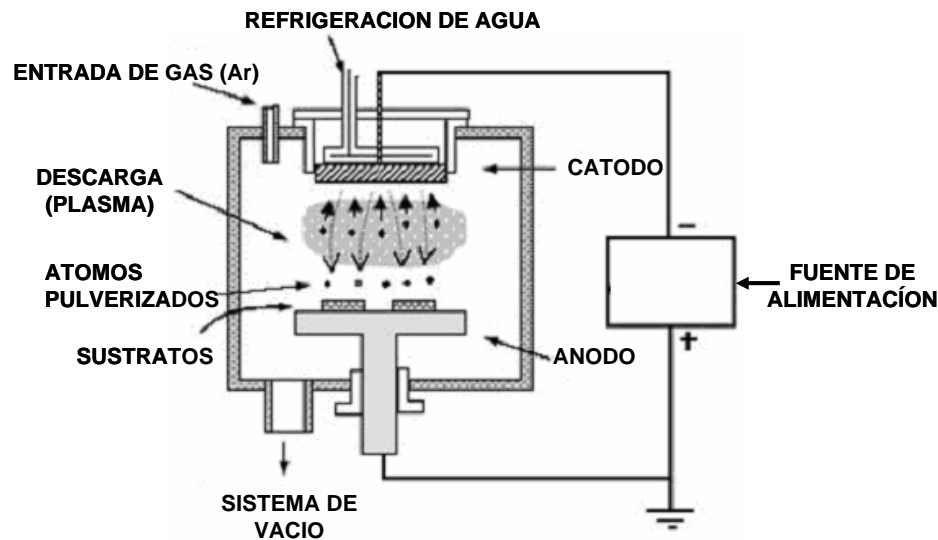 REFRIGERACION DE AGUA
ENTRADA DE GAS (Ar)
DESCARGA
(PLASMA)
CATODO
−
FUENTE DE
ALIMENTACÍON
+
ATOMOS
PULVERIZADOS
SUSTRATOS
ANODO
SISTEMA DE
VACIO